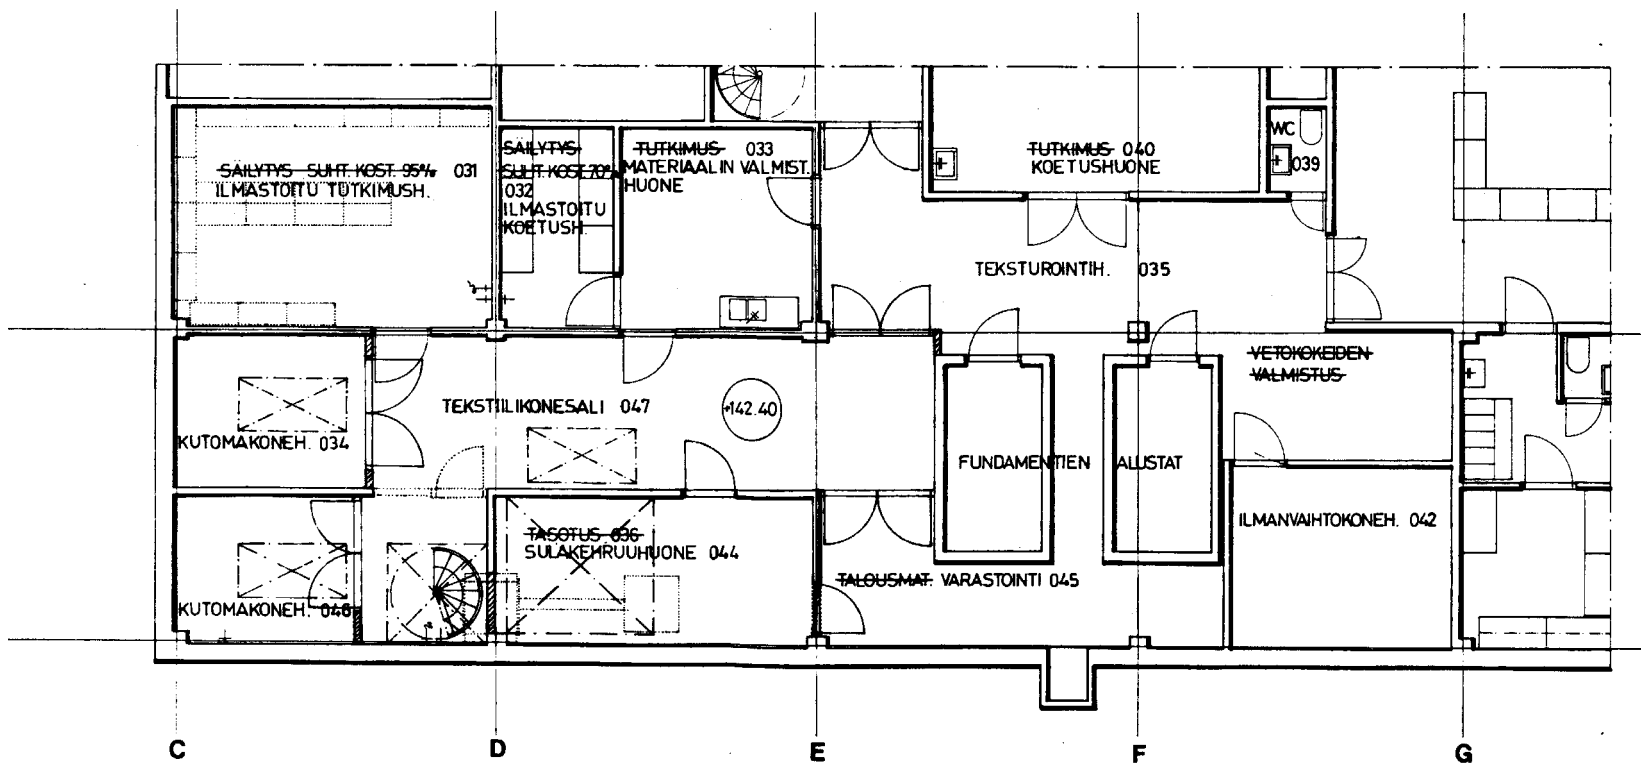 SÄILYTYS SUHT. KOST. 95% 031
ILMASTOITU TUTKIMUSH.
SÄILYTYS
SUHT. KOST. 70%
032
ILMASTOITU
KOETUSH.
TUTKIMUS 033
MATERIAALIN VALMIST.
HUONE
TUTKIMUS 040
KOETUSHUONE
WC
039
TEKSTUROINTIH. 035
VETOKOKEIDEN
VALMISTUS
TEKSTIILIKONESALI 047
+142.40
KUTOMAKONEH. 034
FUNDAMENTTIEN ALUSTAT
ILMANVAIHTOKONEH. 042
TASOTUS 036
SULAKEHRUUHUONE 044
TALOUSMAT. VARASTOINTI 045
KUTOMAKONEH. 046
C D E F G